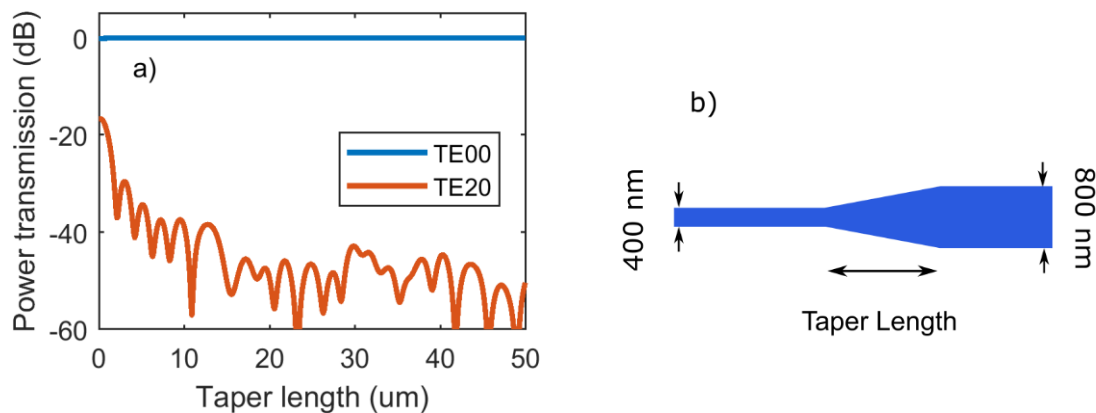 Power transmission (dB)
0
-20
-40
-60
a)
TE00
TE20
0 10 20 30 40 50
Taper length (um)
b)
400 nm
800 nm
Taper Length